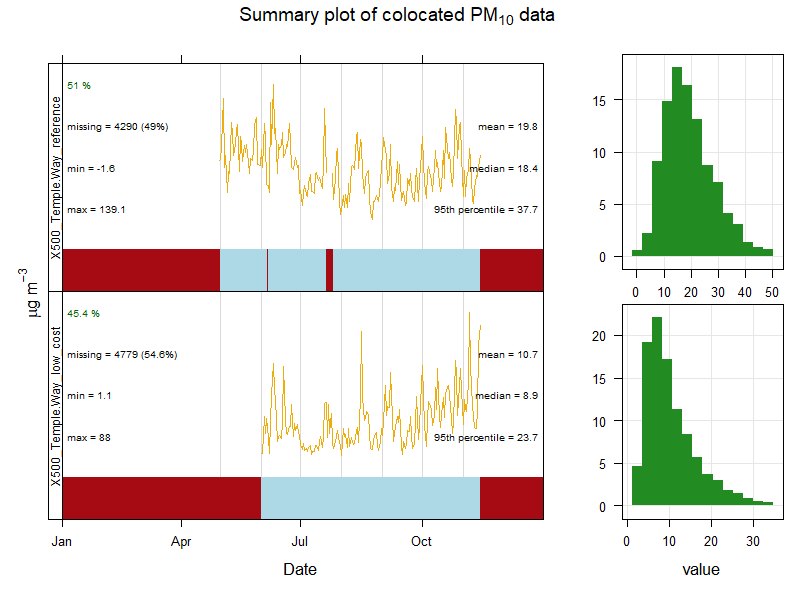 Summary plot of colocated PM10 data
X500_Temple.Way_reference
51 %
missing = 4290 (49%)
min = -1.6
max = 139.1
mean = 19.8
median = 18.4
95th percentile = 37.7
X500_Temple.Way_low_cost
45.4 %
missing = 4779 (54.6%)
min = 1.1
max = 88
mean = 10.7
median = 8.9
95th percentile = 23.7
µg m−3
Jan Apr Jul Oct
Date
15
10
5
0
0 10 20 30 40 50
20
15
10
5
0
0 10 20 30
value